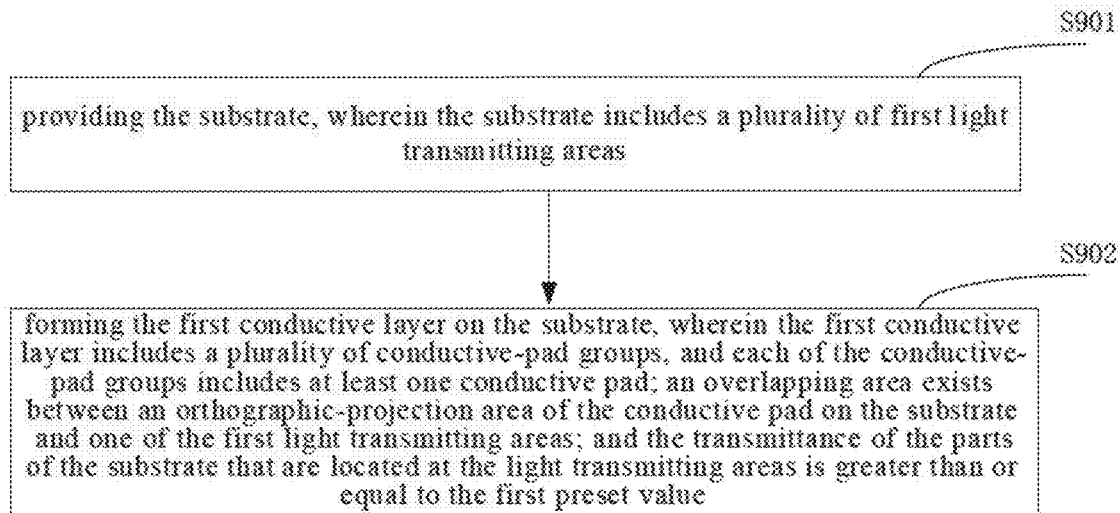 S901
providing the substrate, wherein the substrate includes a plurality of first light
transmitting areas
S902
forming the first conductive layer on the substrate, wherein the first conductive
layer includes a plurality of conductive-pad groups, and each of the conductive-
pad groups includes at least one conductive pad; an overlapping area exists
between an orthographic-projection area of the conductive pad on the substrate
and one of the first light transmitting areas; and the transmittance of the parts
of the substrate that are located at the light transmitting areas is greater than or
equal to the first preset value